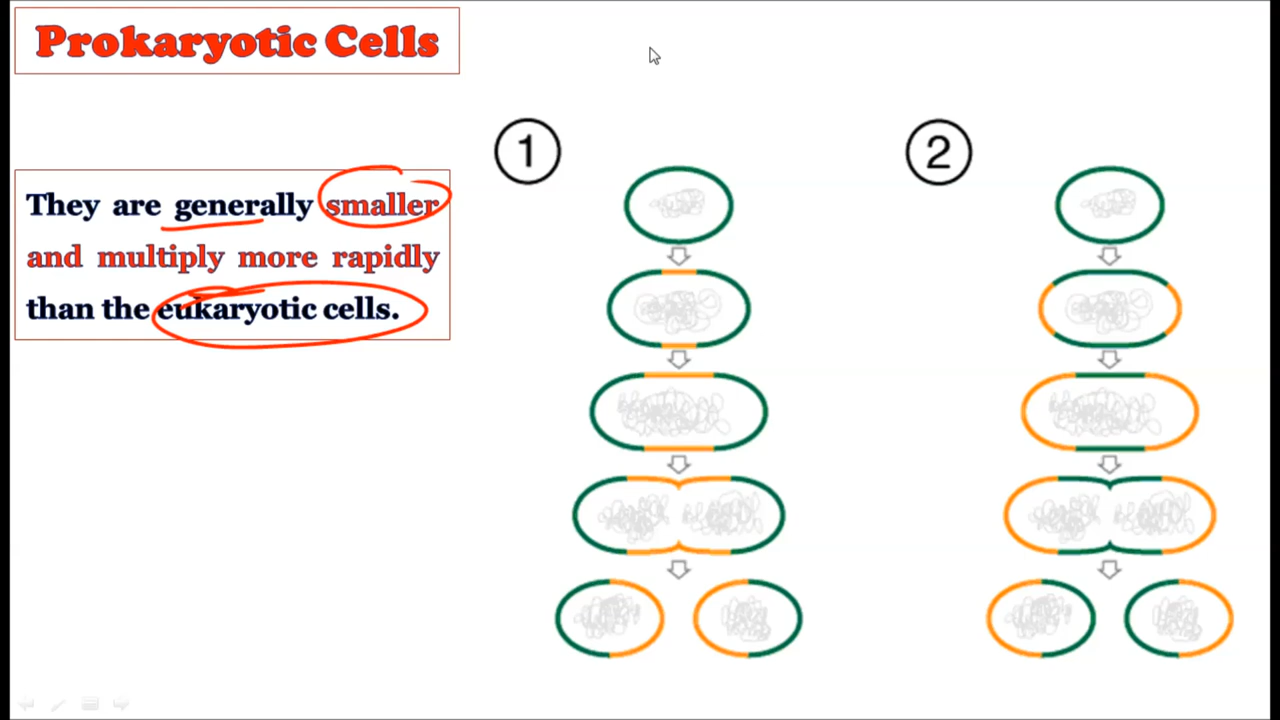 Prokaryotic Cells
1
2
They are generally smaller
and multiply more rapidly
than the eukaryotic cells.